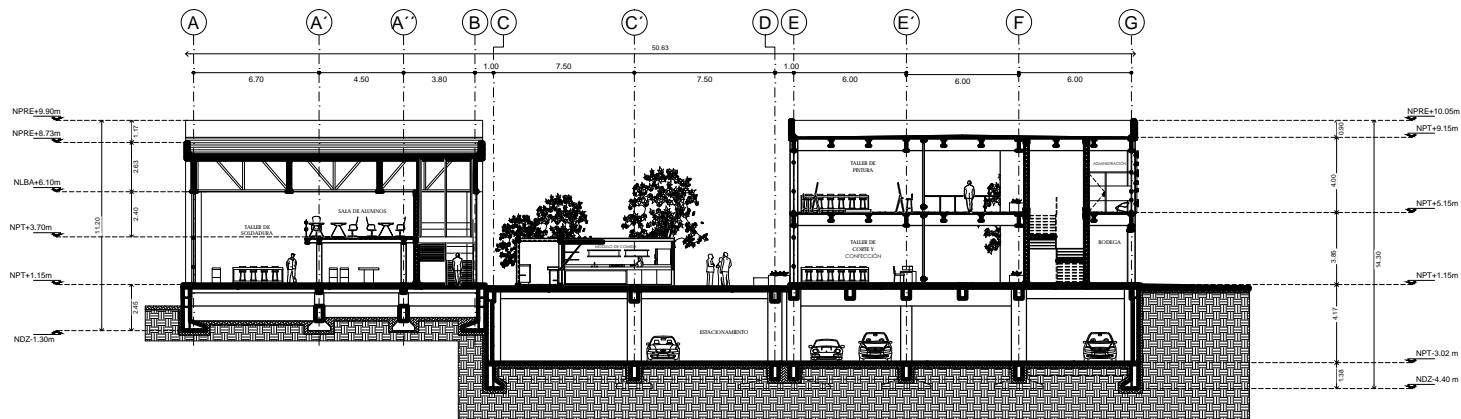 A A´ A´´ B C C´ D E E´ F G
50.63
1.00 7.50 7.50 1.00
6.70 4.50 3.80 6.00 6.00 6.00
NPRE+9.90m
NPRE+8.73m
NLBA+6.10m
NPT+3.70m
NPT+1.15m
NDZ-1.30m
11.20
1.17
2.63
2.40
2.45
SALA DE ALUMNOS
TALLER DE
SOLDADURA
MODULO DE COMIDA
ESTACIONAMIENTO
TALLER DE
PINTURA
TALLER DE
CORTE Y
CONFECCIÓN
ADMINISTRACIÓN
BODEGA
0.90
4.00
3.85
4.17
1.38
14.30
NPRE+10.05m
NPT+9.15m
NPT+5.15m
NPT+1.15m
NPT-3.02 m
NDZ-4.40 m